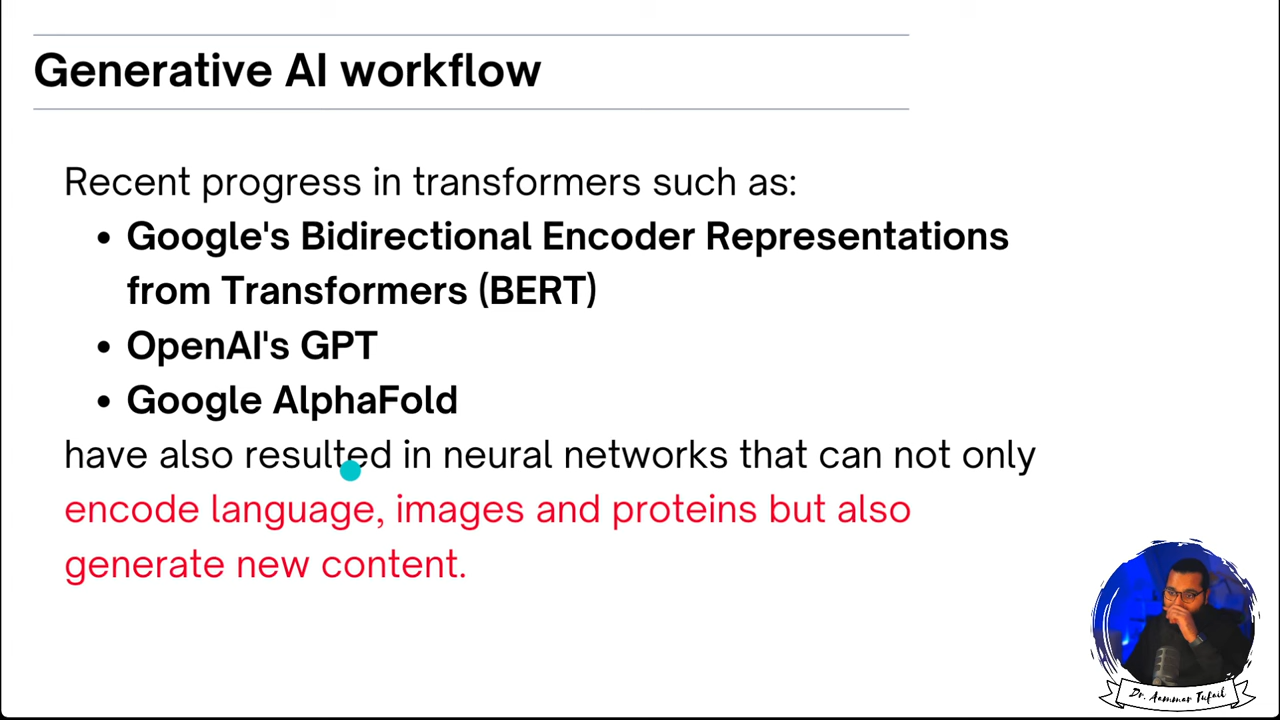 Generative AI workflow
Recent progress in transformers such as:
• Google's Bidirectional Encoder Representations
from Transformers (BERT)
• OpenAI's GPT
• Google AlphaFold
have also resulted in neural networks that can not only
encode language, images and proteins but also
generate new content.
Dr. Aammar Tufail